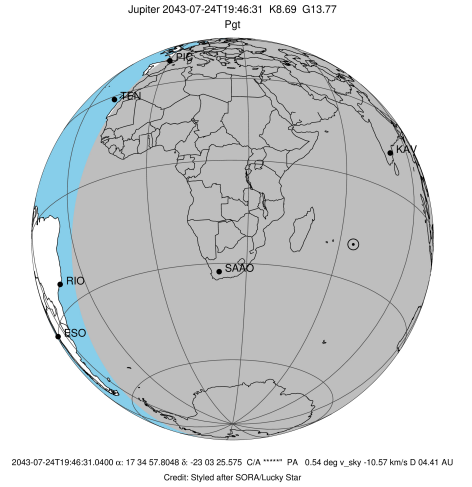 Jupiter 2043-07-24T19:46:31  K8.69  G13.77
Pgt
PIC
TEN
KAV
SAAO
RIO
ESO
2043-07-24T19:46:31.0400 α: 17 34 57.8048 δ: -23 03 25.575  C/A *****"  PA  0.54 deg v_sky -10.57 km/s D 04.41 AU
Credit: Styled after SORA/Lucky Star